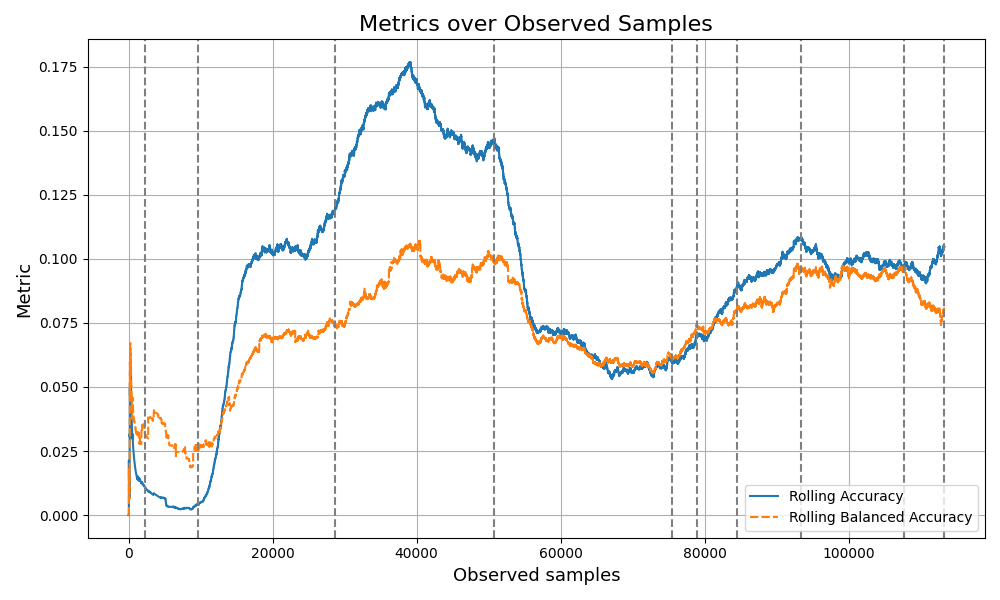 Metrics over Observed Samples
Metric
0.175
0.150
0.125
0.100
0.075
0.050
0.025
0.000
Rolling Accuracy
Rolling Balanced Accuracy
0 20000 40000 60000 80000 100000
Observed samples